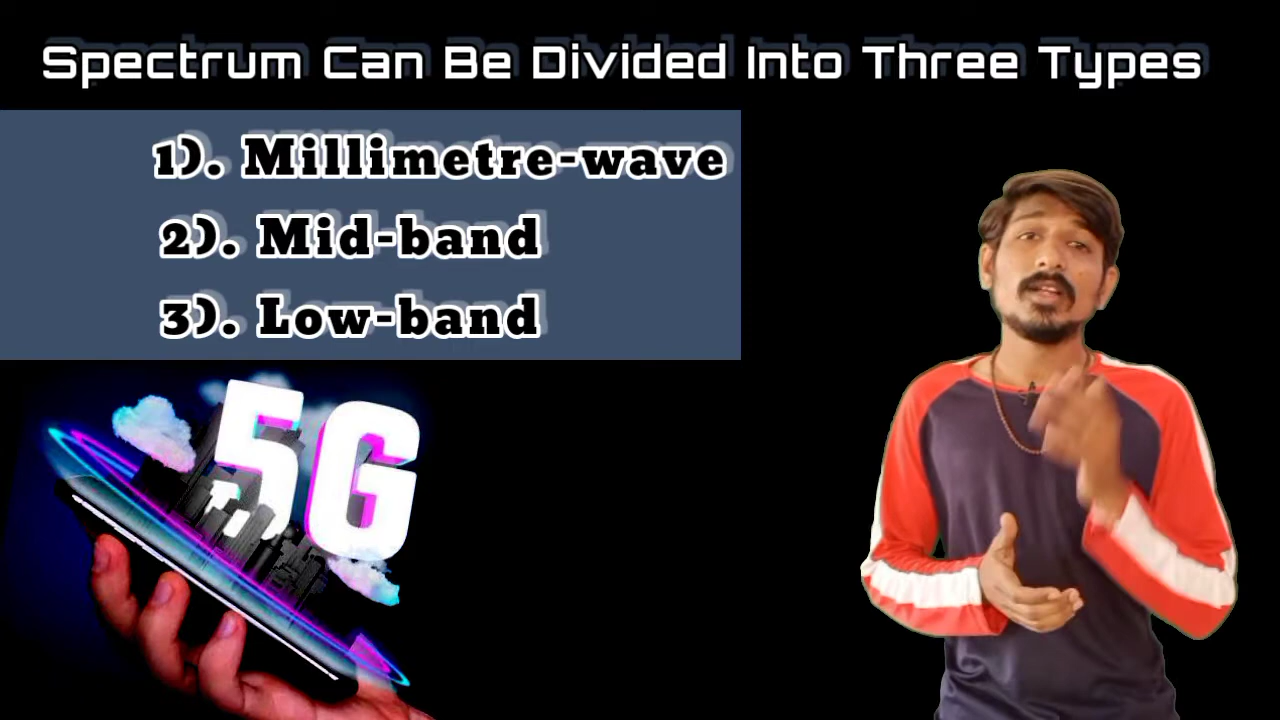 Spectrum Can Be Divided Into Three Types
1). Millimetre-wave
2). Mid-band
3). Low-band
5G